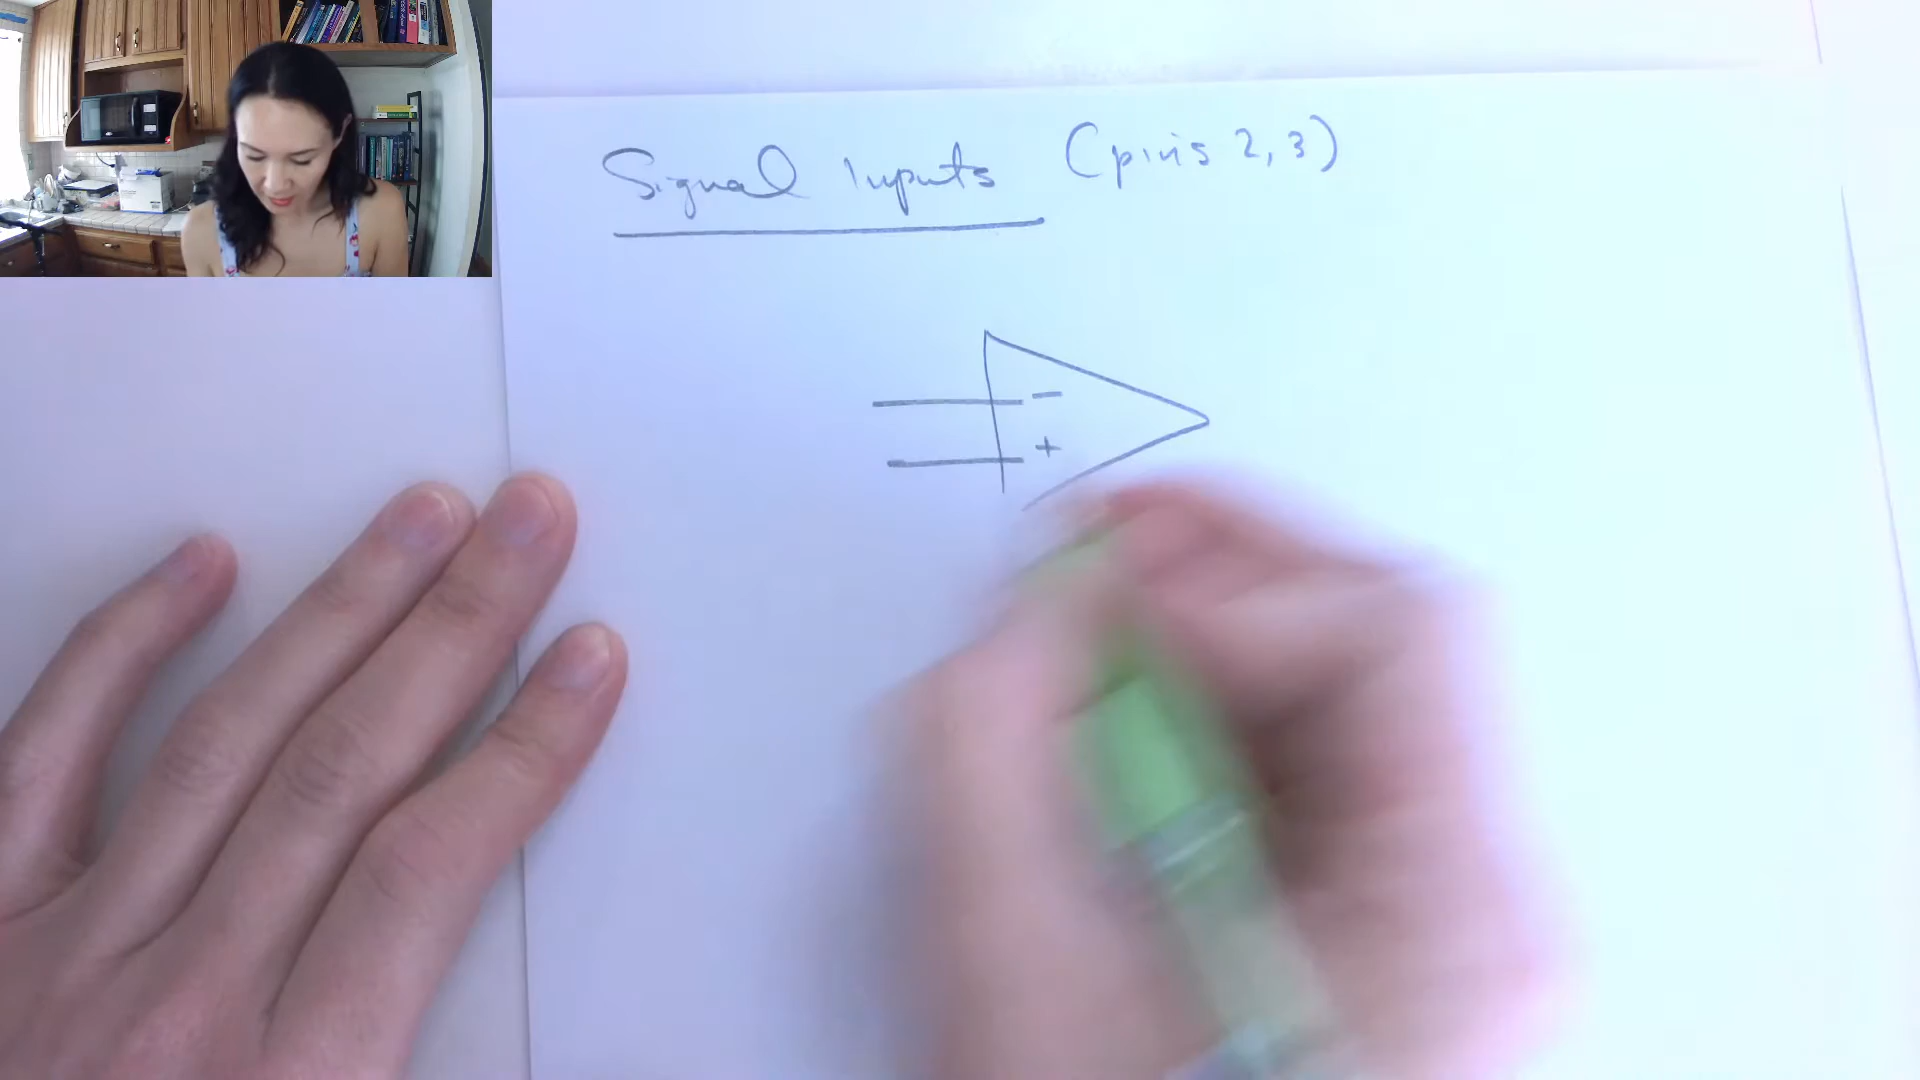 Signal Inputs (pins 2, 3)
-
+